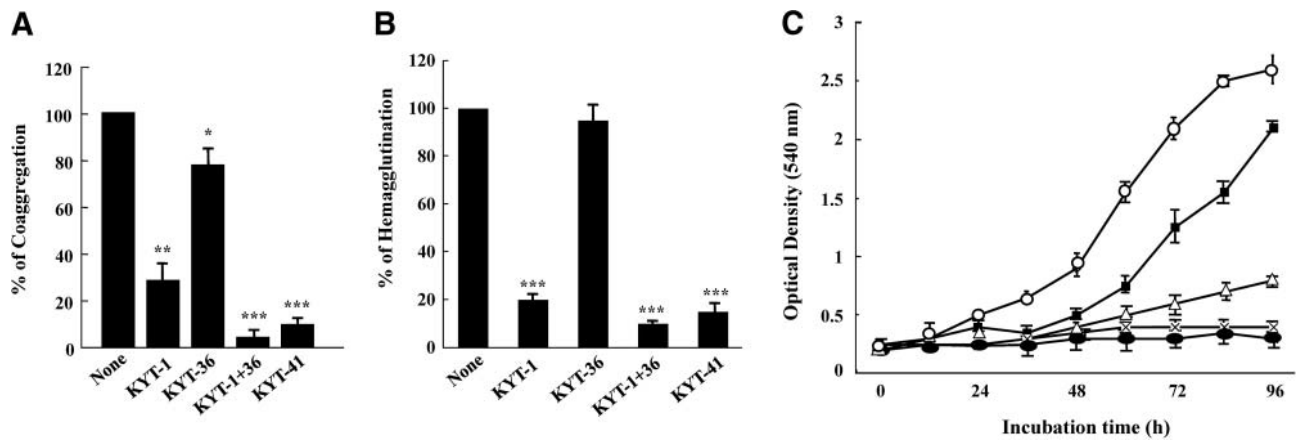 A
% of Coaggregation
120
100
80
60
40
20
0
*
**
***
***
None
KYT-1
KYT-36
KYT-1+36
KYT-41
B
% of Hemagglutination
120
100
80
60
40
20
0
***
***
***
None
KYT-1
KYT-36
KYT-1+36
KYT-41
C
Optical Density (540 nm)
3
2.5
2
1.5
1
0.5
0
0
24
48
72
96
Incubation time (h)